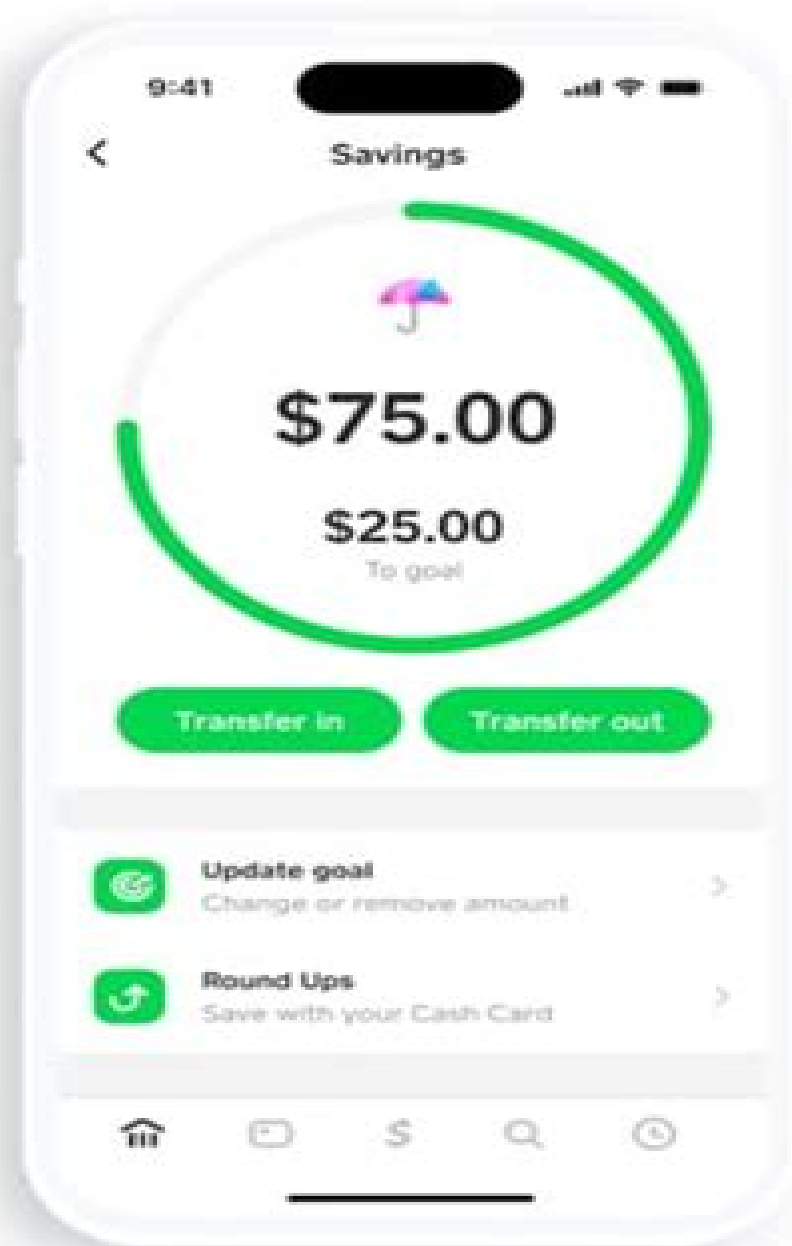 9:41
Savings
$75.00
$25.00
To goal
Transfer in
Transfer out
Update goal
Change or remove amount
Round Ups
Save with your Cash Card
$